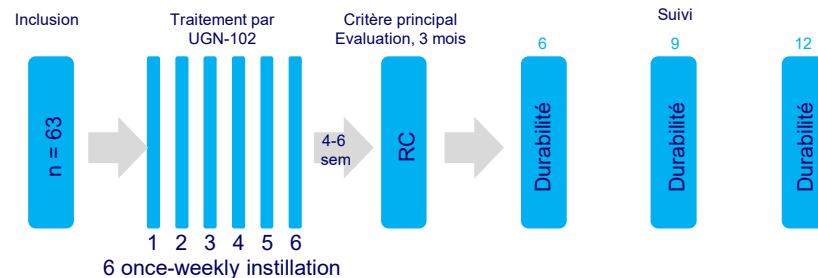 Inclusion
Traitement par
UGN-102
Critère principal
Evaluation, 3 mois
Suivi
6
9
12
n = 63
4-6
sem
RC
Durabilité
Durabilité
Durabilité
1 2 3 4 5 6
6 once-weekly instillation